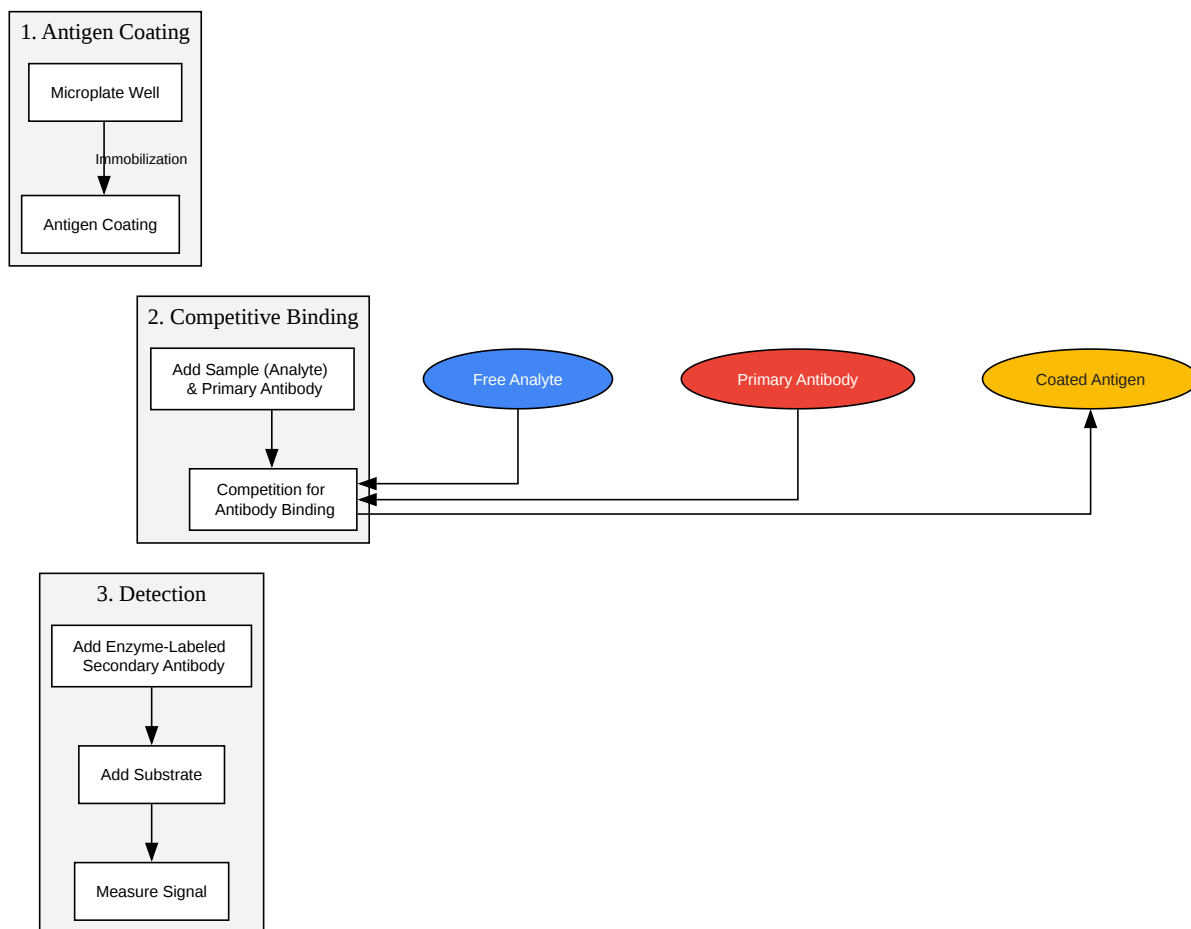 1. Antigen Coating
Microplate Well
Immobilization
Antigen Coating
2. Competitive Binding
Add Sample (Analyte)
& Primary Antibody
Free Analyte
Primary Antibody
Coated Antigen
Competition for
Antibody Binding
3. Detection
Add Enzyme-Labeled
Secondary Antibody
Add Substrate
Measure Signal